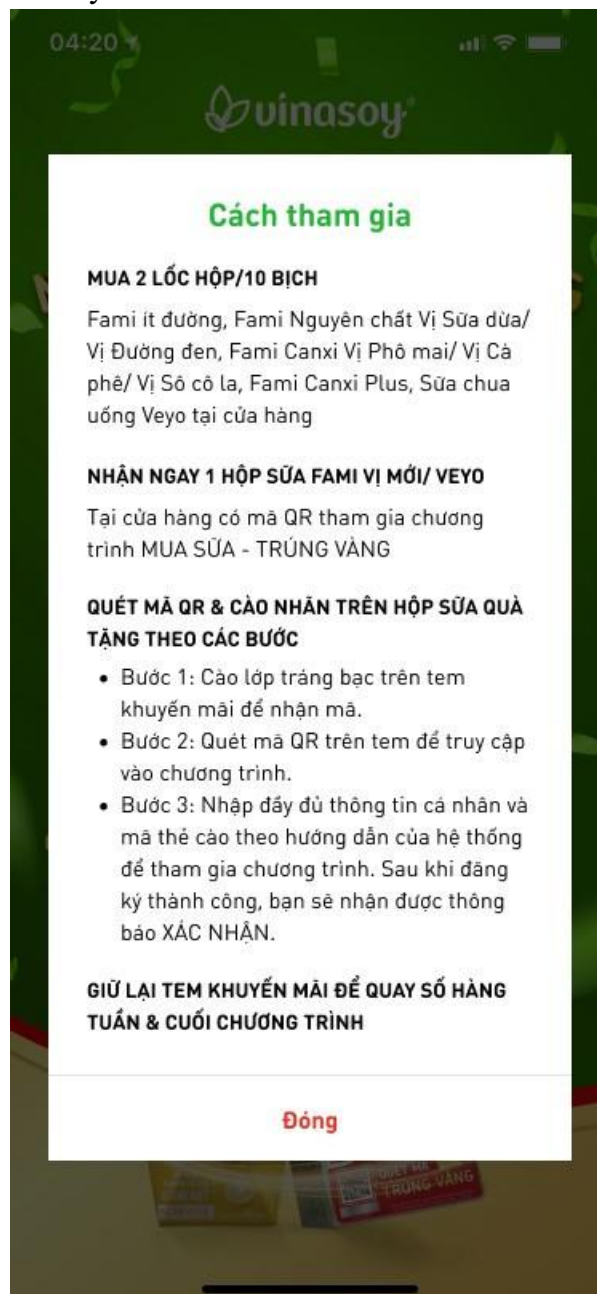 04:20
vinasoy
Cách tham gia
MUA 2 LỐC HỘP/10 BỊCH
Fami ít đường, Fami Nguyên chất Vị Sữa dừa/
Vị Đường đen, Fami Canxi Vị Phô mai/ Vị Cà
phê/ Vị Sô cô la, Fami Canxi Plus, Sữa chua
uống Veyo tại cửa hàng
NHẬN NGAY 1 HỘP SỮA FAMI VỊ MỚI/ VEYO
Tại cửa hàng có mã QR tham gia chương
trình MUA SỮA - TRÚNG VÀNG
QUÉT MÃ QR & CÀO NHÃN TRÊN HỘP SỮA QUÀ
TẶNG THEO CÁC BƯỚC
• Bước 1: Cào lớp tráng bạc trên tem
khuyến mãi để nhận mã.
• Bước 2: Quét mã QR trên tem để truy cập
vào chương trình.
• Bước 3: Nhập đầy đủ thông tin cá nhân và
mã thẻ cào theo hướng dẫn của hệ thống
để tham gia chương trình. Sau khi đăng
ký thành công, bạn sẽ nhận được thông
báo XÁC NHẬN.
GIỮ LẠI TEM KHUYẾN MÃI ĐỂ QUAY SỐ HÀNG
TUẦN & CUỐI CHƯƠNG TRÌNH
Đóng
QUÉT MÃ
TRÚNG VÀNG